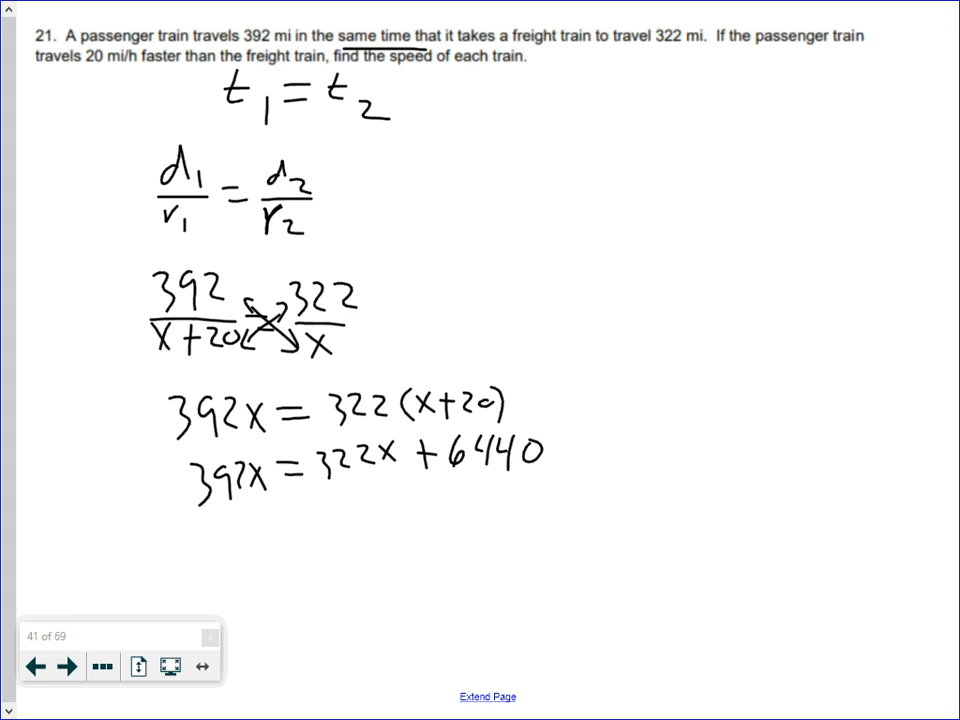 21. A passenger train travels 392 mi in the same time that it takes a freight train to travel 322 mi. If the passenger train
travels 20 mi/h faster than the freight train, find the speed of each train.
t₁ = t₂
d₁/r₁ = d₂/r₂
392/x+20 = 322/x
392x = 322(x+20)
392x = 322x + 6440
41 of 69
Extend Page